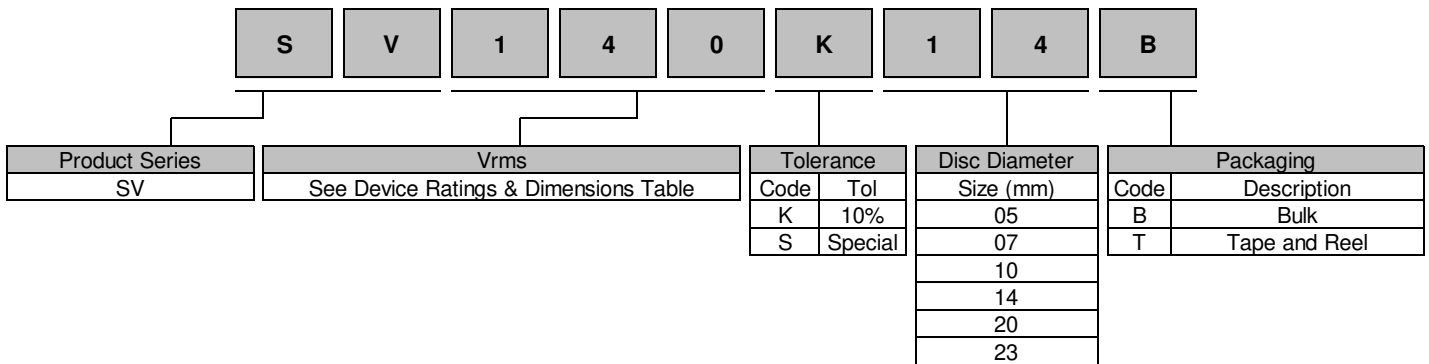 S V 1 4 0 K 1 4 B
Product Series Vrms Tolerance Disc Diameter Packaging
SV See Device Ratings & Dimensions Table Code Tol Size (mm) Code Description
K 10% 05 B Bulk
S Special 07 T Tape and Reel
10
14
20
23